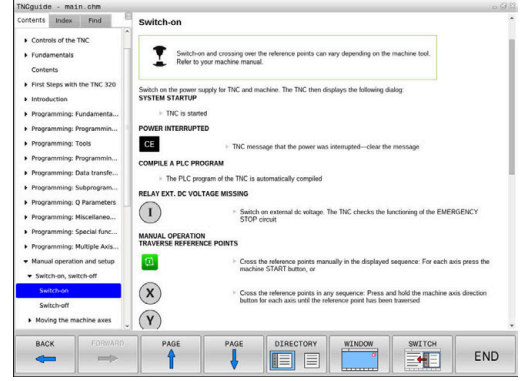 TNCguide - main.chm
Contents Index Find
Controls of the TNC
Fundamentals
Contents
First Steps with the TNC 320
Introduction
Programming: Fundamenta...
Programming: Programmin...
Programming: Tools
Programming: Programmin...
Programming: Data transfe...
Programming: Subprogram...
Programming: Q Parameters
Programming: Miscellaneo...
Programming: Special func...
Programming: Multiple Axis...
Manual operation and setup
Switch-on, switch-off
Switch-on
Switch-off
Moving the machine axes
Switch-on
Switch-on and crossing over the reference points can vary depending on the machine tool.
Refer to your machine manual.
Switch on the power supply for TNC and machine. The TNC then displays the following dialog:
SYSTEM STARTUP
TNC is started
POWER INTERRUPTED
CE
TNC message that the power was interrupted—clear the message
COMPILE A PLC PROGRAM
The PLC program of the TNC is automatically compiled
RELAY EXT. DC VOLTAGE MISSING
I
Switch on external dc voltage. The TNC checks the functioning of the EMERGENCY
STOP circuit
MANUAL OPERATION
TRAVERSE REFERENCE POINTS
Cross the reference points manually in the displayed sequence: For each axis press the
machine START button, or
X
Cross the reference points in any sequence: Press and hold the machine axis direction
button for each axis until the reference point has been traversed
Y
BACK
FORWARD
PAGE
PAGE
DIRECTORY
WINDOW
SWITCH
END